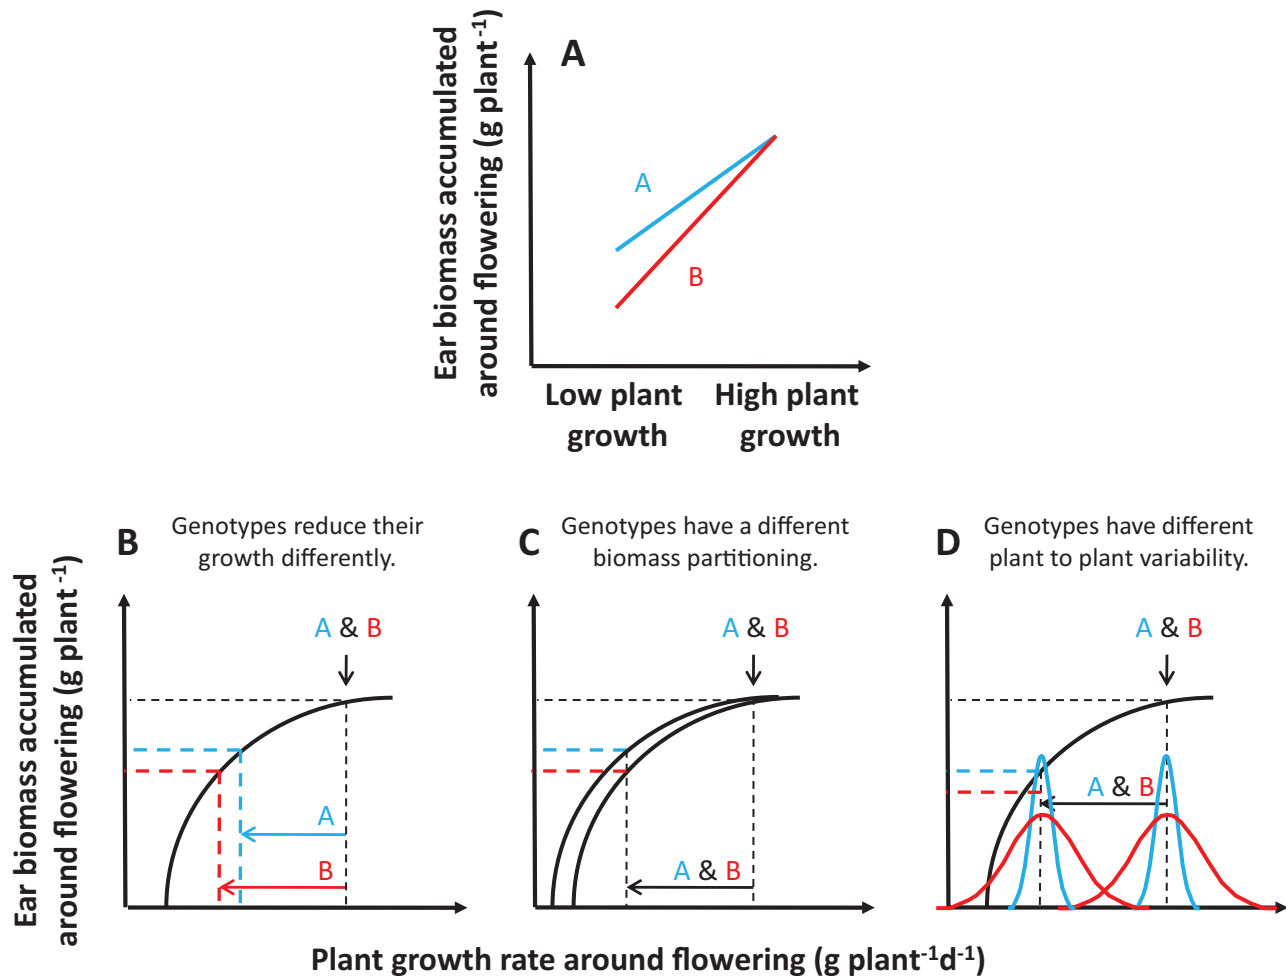 A
Ear biomass accumulated
around flowering (g plant⁻¹)
A
B
Low plant
growth
High plant
growth
B
Genotypes reduce their
growth differently.
C
Genotypes have a different
biomass partitioning.
D
Genotypes have different
plant to plant variability.
Ear biomass accumulated
around flowering (g plant ⁻¹)
A & B
A
B
A & B
A & B
A & B
A & B
Plant growth rate around flowering (g plant⁻¹d⁻¹)